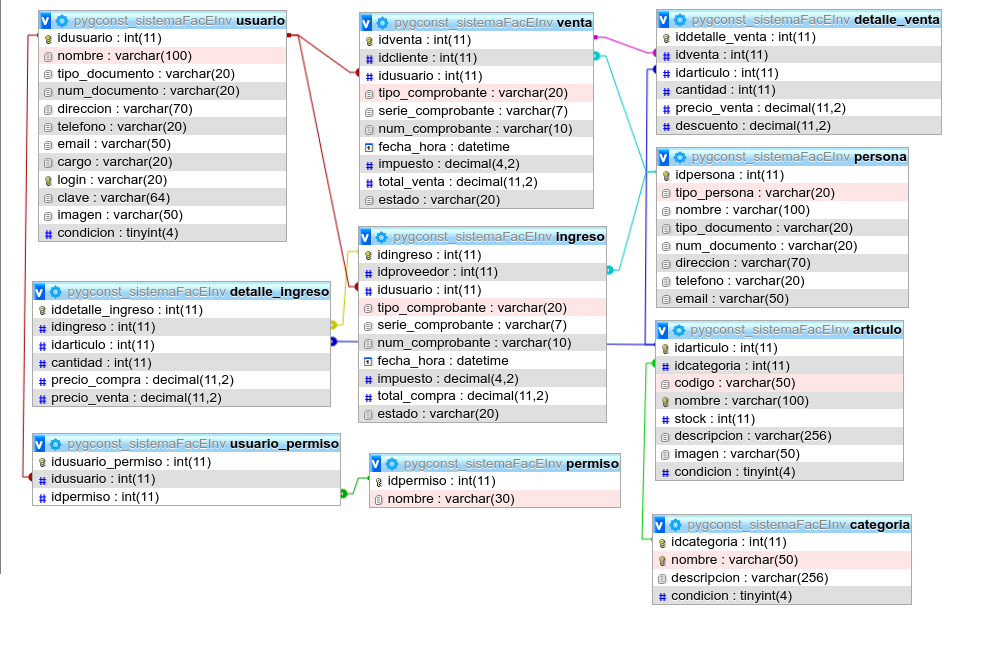 pygconst_sistemaFacEInv usuario
idusuario : int(11)
nombre : varchar(100)
tipo_documento : varchar(20)
num_documento : varchar(20)
direccion : varchar(70)
telefono : varchar(20)
email : varchar(50)
cargo : varchar(20)
login : varchar(20)
clave : varchar(64)
imagen : varchar(50)
condicion : tinyint(4)
pygconst_sistemaFacEInv venta
idventa : int(11)
idcliente : int(11)
idusuario : int(11)
tipo_comprobante : varchar(20)
serie_comprobante : varchar(7)
num_comprobante : varchar(10)
fecha_hora : datetime
impuesto : decimal(4,2)
total_venta : decimal(11,2)
estado : varchar(20)
pygconst_sistemaFacEInv detalle_venta
iddetalle_venta : int(11)
idventa : int(11)
idarticulo : int(11)
cantidad : int(11)
precio_venta : decimal(11,2)
descuento : decimal(11,2)
pygconst_sistemaFacEInv persona
idpersona : int(11)
tipo_persona : varchar(20)
nombre : varchar(100)
tipo_documento : varchar(20)
num_documento : varchar(20)
direccion : varchar(70)
telefono : varchar(20)
email : varchar(50)
pygconst_sistemaFacEInv ingreso
idingreso : int(11)
idproveedor : int(11)
idusuario : int(11)
tipo_comprobante : varchar(20)
serie_comprobante : varchar(7)
num_comprobante : varchar(10)
fecha_hora : datetime
impuesto : decimal(4,2)
total_compra : decimal(11,2)
estado : varchar(20)
pygconst_sistemaFacEInv detalle_ingreso
iddetalle_ingreso : int(11)
idingreso : int(11)
idarticulo : int(11)
cantidad : int(11)
precio_compra : decimal(11,2)
precio_venta : decimal(11,2)
pygconst_sistemaFacEInv articulo
idarticulo : int(11)
idcategoria : int(11)
codigo : varchar(50)
nombre : varchar(100)
stock : int(11)
descripcion : varchar(256)
imagen : varchar(50)
condicion : tinyint(4)
pygconst_sistemaFacEInv usuario_permiso
idusuario_permiso : int(11)
idusuario : int(11)
idpermiso : int(11)
pygconst_sistemaFacEInv permiso
idpermiso : int(11)
nombre : varchar(30)
pygconst_sistemaFacEInv categoria
idcategoria : int(11)
nombre : varchar(50)
descripcion : varchar(256)
condicion : tinyint(4)